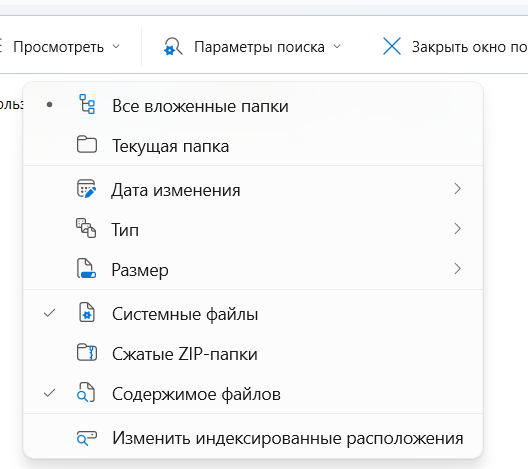 Просмотреть
Параметры поиска
Закрыть окно по
Все вложенные папки
Текущая папка
Дата изменения
Тип
Размер
Системные файлы
Сжатые ZIP-папки
Содержимое файлов
Изменить индексированные расположения